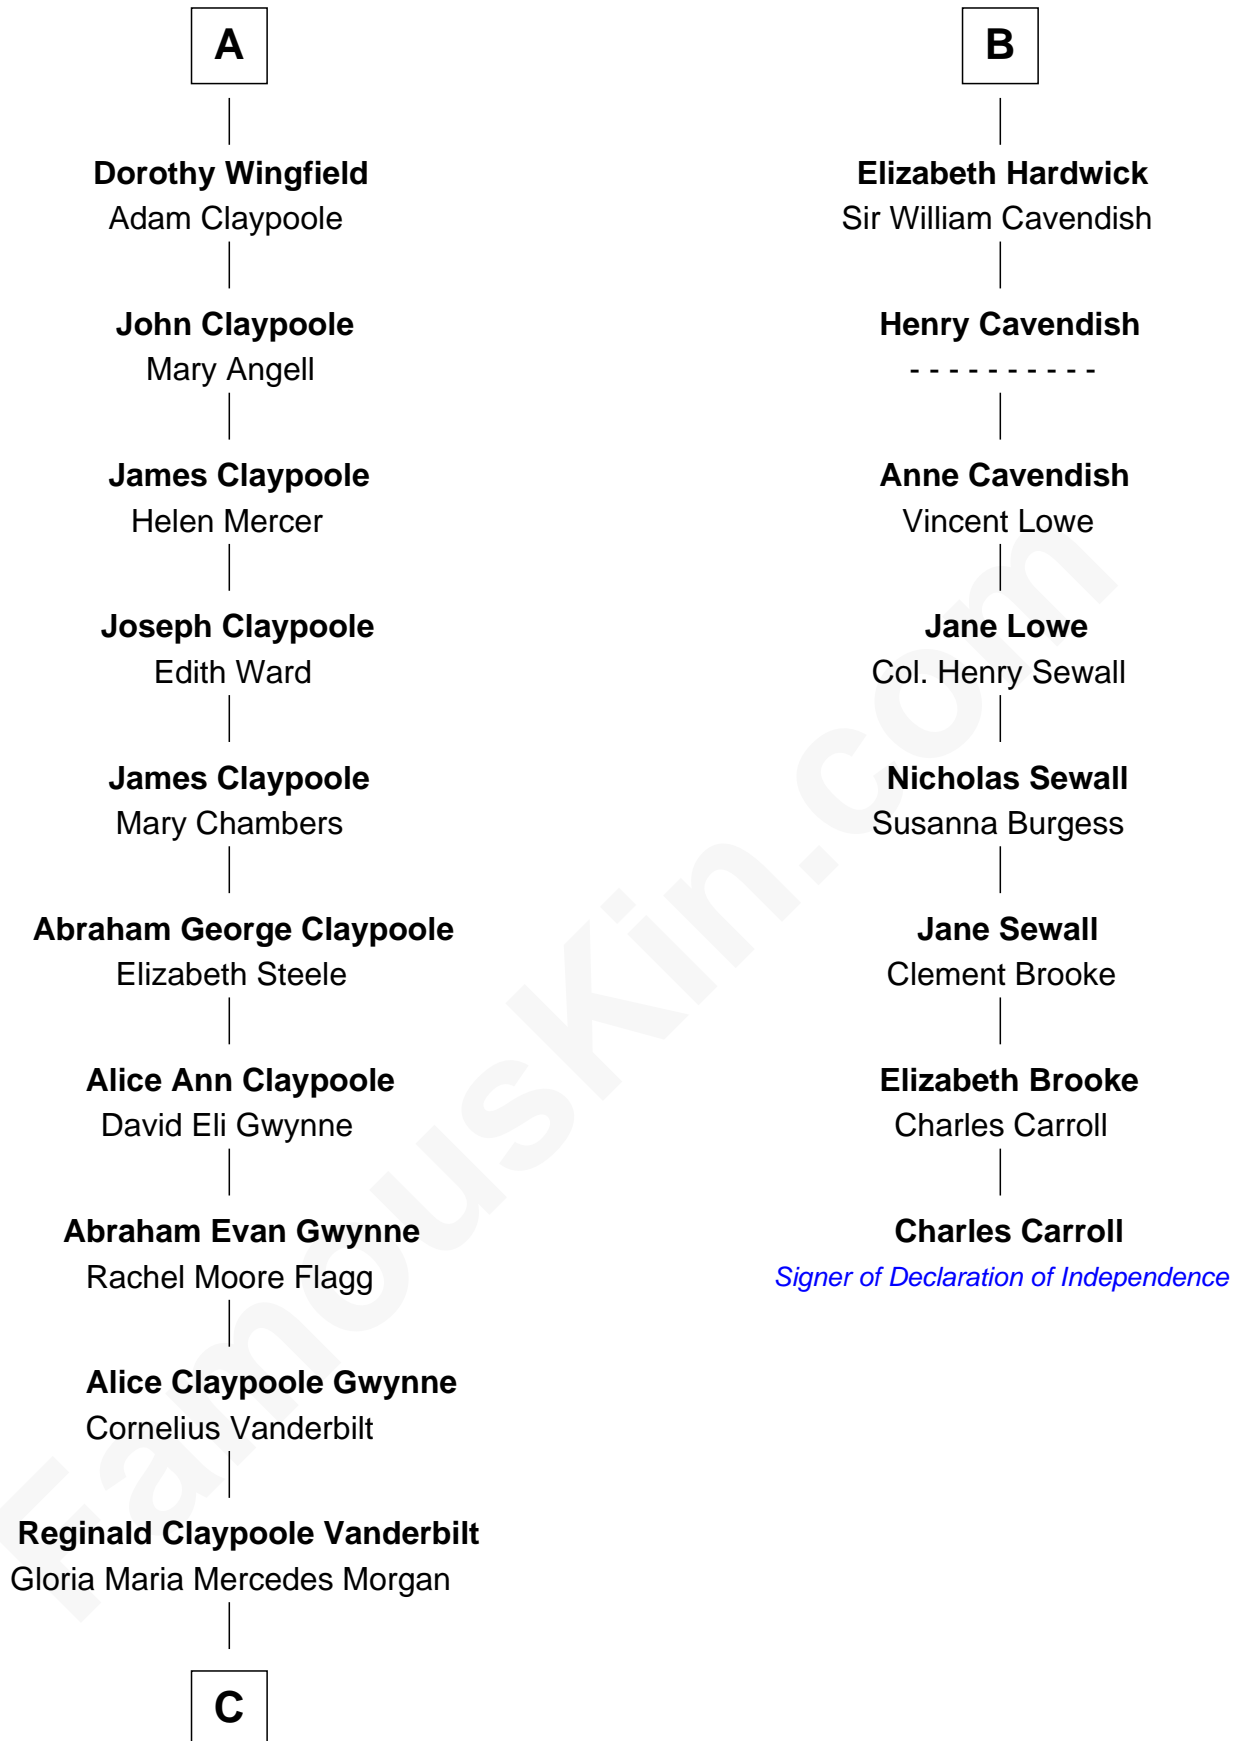 A
Dorothy Wingfield
Adam Claypoole
John Claypoole
Mary Angell
James Claypoole
Helen Mercer
Joseph Claypoole
Edith Ward
James Claypoole
Mary Chambers
Abraham George Claypoole
Elizabeth Steele
Alice Ann Claypoole
David Eli Gwynne
Abraham Evan Gwynne
Rachel Moore Flagg
Alice Claypoole Gwynne
Cornelius Vanderbilt
Reginald Claypoole Vanderbilt
Gloria Maria Mercedes Morgan
C
B
Elizabeth Hardwick
Sir William Cavendish
Henry Cavendish
- - - - - - - - - -
Anne Cavendish
Vincent Lowe
Jane Lowe
Col. Henry Sewall
Nicholas Sewall
Susanna Burgess
Jane Sewall
Clement Brooke
Elizabeth Brooke
Charles Carroll
Charles Carroll
Signer of Declaration of Independence
FamousKin.com